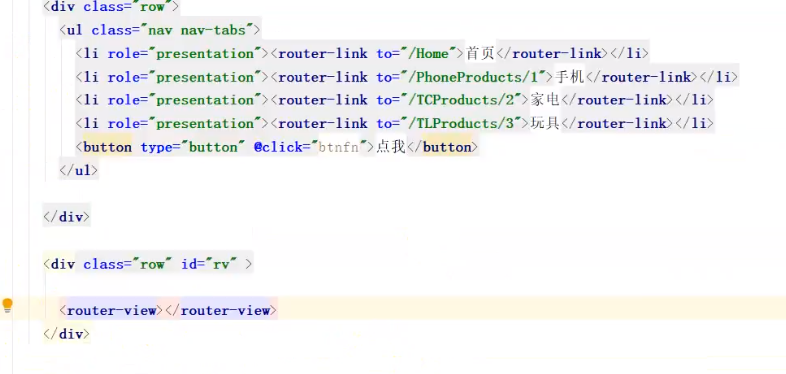 <div class="row">
<ul class="nav nav-tabs">
<li role="presentation"><router-link to="/Home">首页</router-link></li>
<li role="presentation"><router-link to="/PhoneProducts/1">手机</router-link></li>
<li role="presentation"><router-link to="/TCProducts/2">家电</router-link></li>
<li role="presentation"><router-link to="/TLProducts/3">玩具</router-link></li>
<button type="button" @click="btnfn">点我</button>
</ul>
</div>
<div class="row" id="rv" >
<router-view></router-view>
</div>